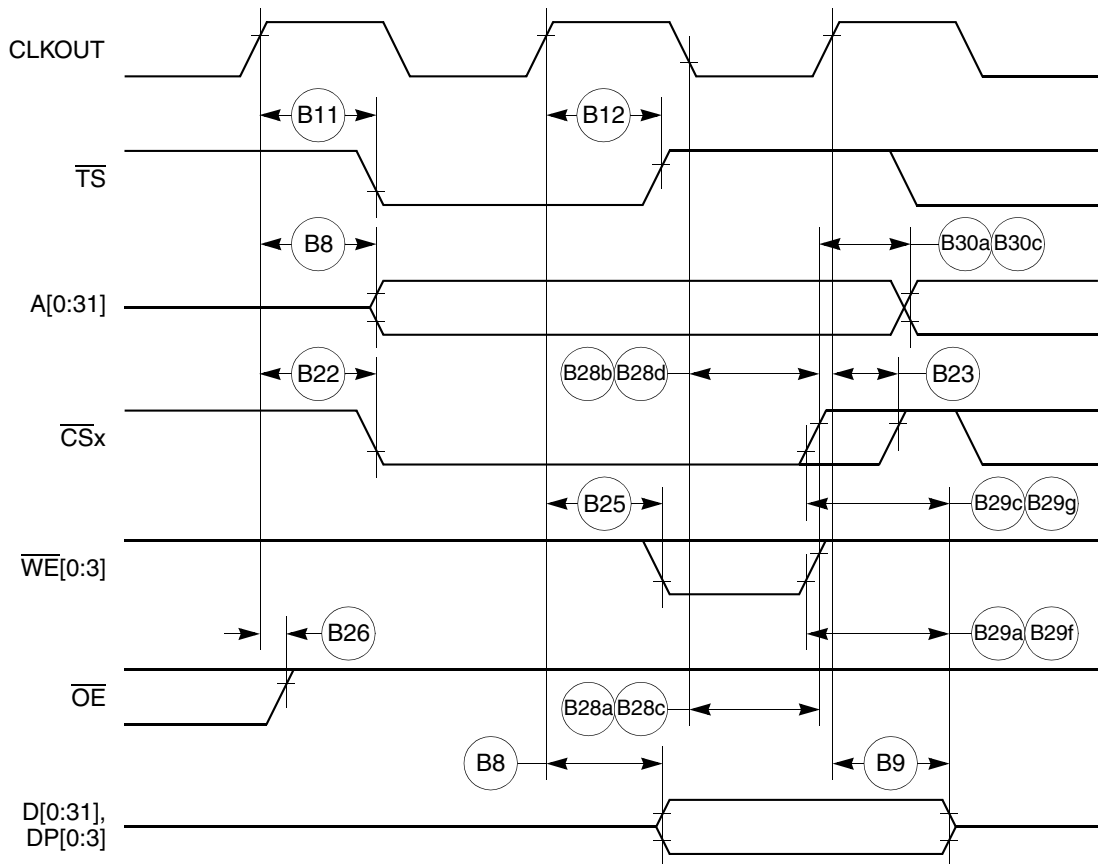 CLKOUT
B11
B12
TS
B8
B30a B30c
A[0:31]
B22
B28b B28d
B23
CSx
B25
B29c B29g
WE[0:3]
B26
B29a B29f
OE
B28a B28c
B8
B9
D[0:31],
DP[0:3]